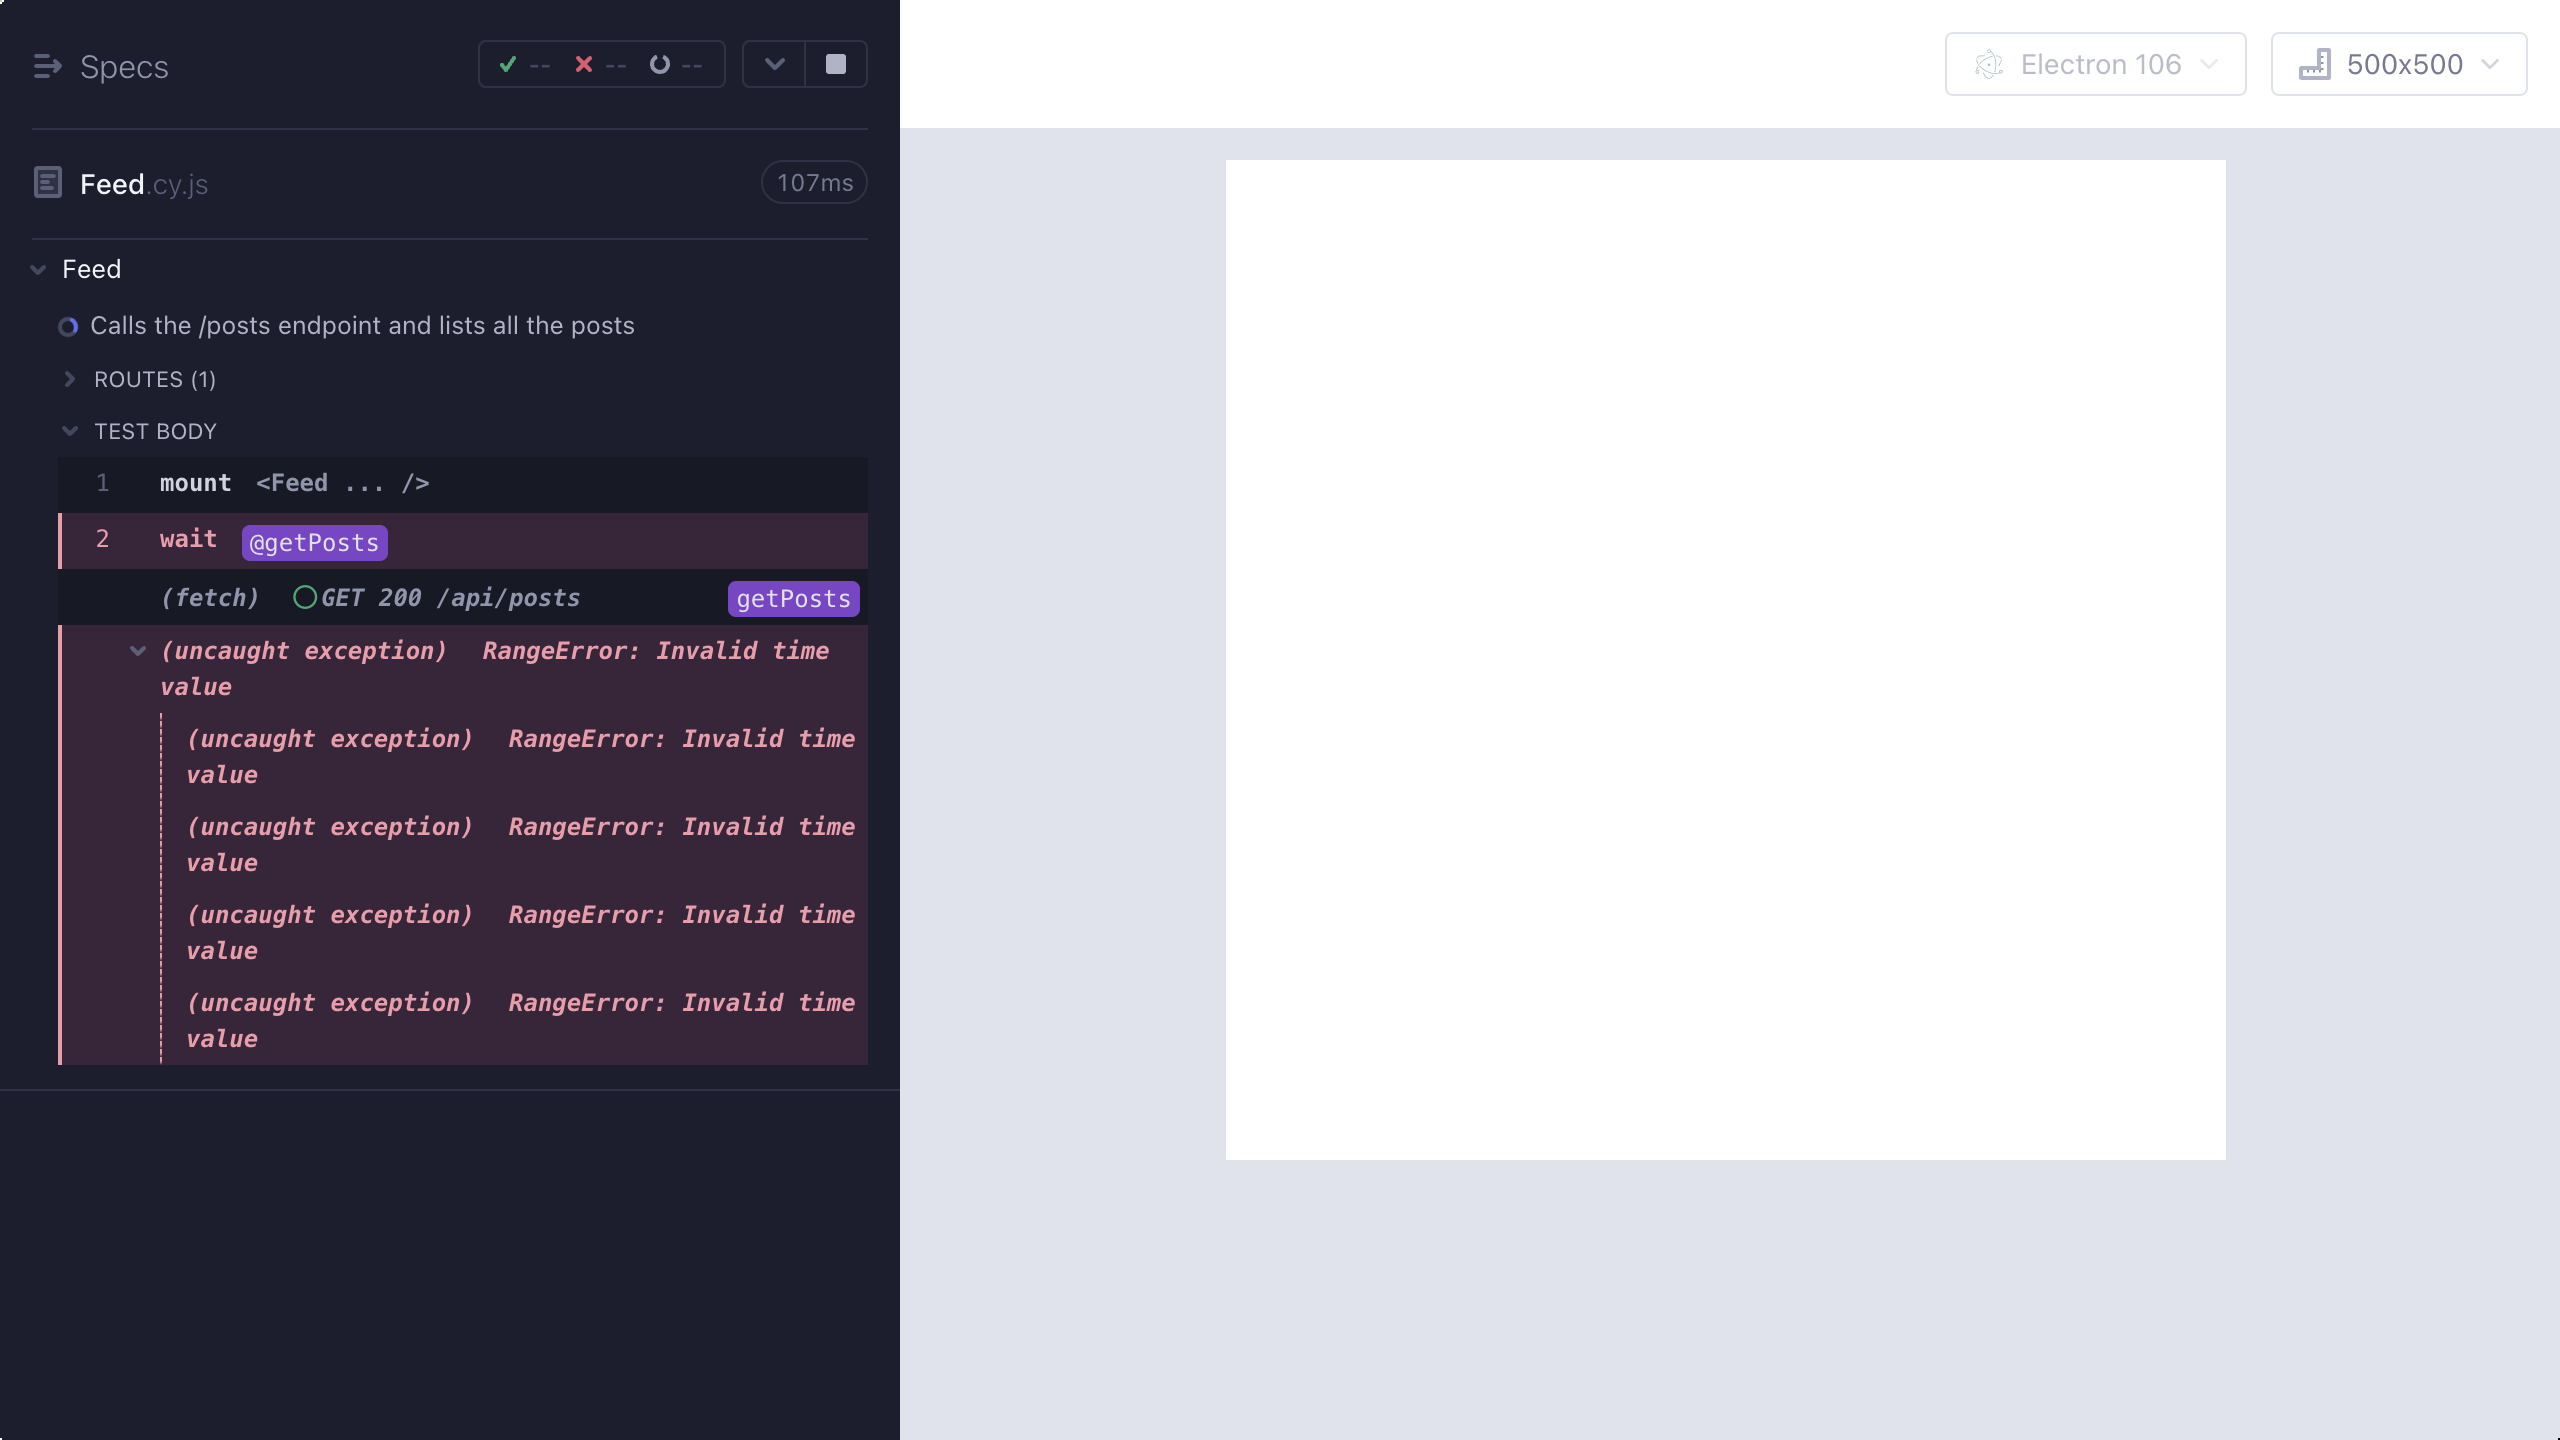 Specs
--
--
--
Electron 106
500x500
Feed.cy.js
107ms
Feed
Calls the /posts endpoint and lists all the posts
ROUTES (1)
TEST BODY
1 mount <Feed ... />
2 wait @getPosts
(fetch) GET 200 /api/posts getPosts
(uncaught exception) RangeError: Invalid time
value
(uncaught exception) RangeError: Invalid time
value
(uncaught exception) RangeError: Invalid time
value
(uncaught exception) RangeError: Invalid time
value
(uncaught exception) RangeError: Invalid time
value